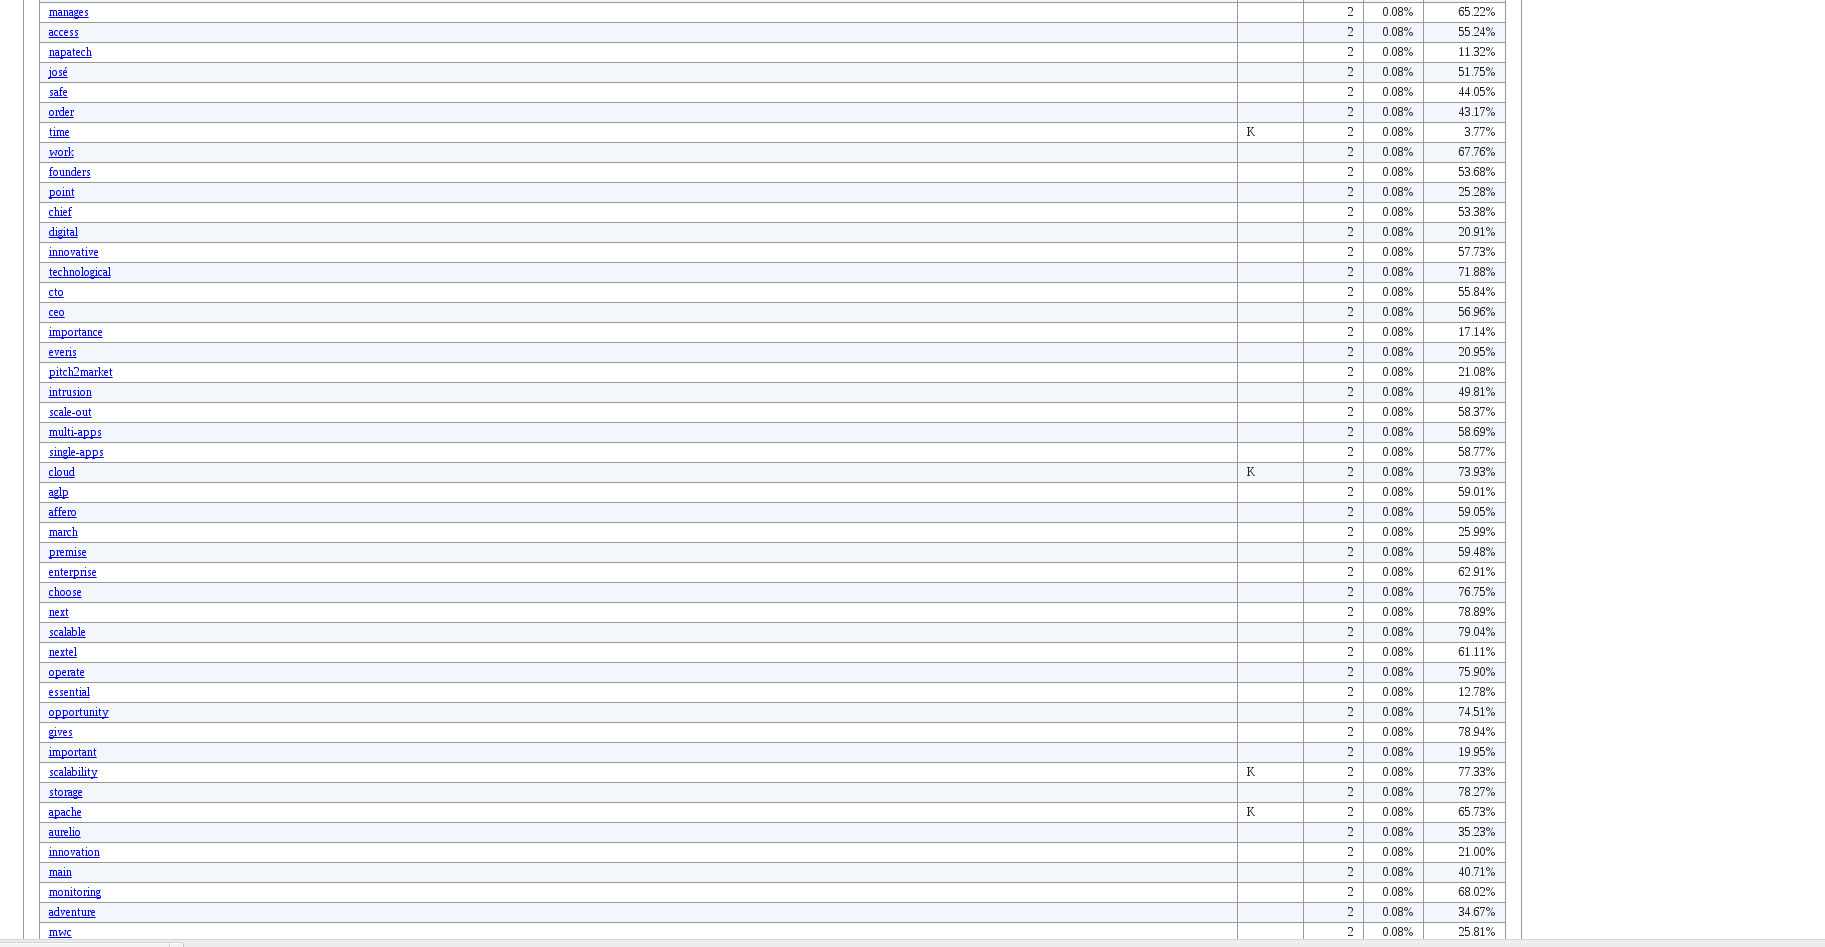 manages 2 0.08% 65.22%
access 2 0.08% 55.24%
napatech 2 0.08% 11.32%
josé 2 0.08% 51.75%
safe 2 0.08% 44.05%
order 2 0.08% 43.17%
time K 2 0.08% 3.77%
work 2 0.08% 67.76%
founders 2 0.08% 53.68%
point 2 0.08% 25.28%
chief 2 0.08% 53.38%
digital 2 0.08% 20.91%
innovative 2 0.08% 57.73%
technological 2 0.08% 71.88%
cto 2 0.08% 55.84%
ceo 2 0.08% 56.96%
importance 2 0.08% 17.14%
everis 2 0.08% 20.95%
pitch2market 2 0.08% 21.08%
intrusion 2 0.08% 49.81%
scale-out 2 0.08% 58.37%
multi-apps 2 0.08% 58.69%
single-apps 2 0.08% 58.77%
cloud K 2 0.08% 73.93%
aglp 2 0.08% 59.01%
affero 2 0.08% 59.05%
march 2 0.08% 25.99%
premise 2 0.08% 59.48%
enterprise 2 0.08% 62.91%
choose 2 0.08% 76.75%
next 2 0.08% 78.89%
scalable 2 0.08% 79.04%
nextel 2 0.08% 61.11%
operate 2 0.08% 75.90%
essential 2 0.08% 12.78%
opportunity 2 0.08% 74.51%
gives 2 0.08% 78.94%
important 2 0.08% 19.95%
scalability K 2 0.08% 77.33%
storage 2 0.08% 78.27%
apache K 2 0.08% 65.73%
aurelio 2 0.08% 35.23%
innovation 2 0.08% 21.00%
main 2 0.08% 40.71%
monitoring 2 0.08% 68.02%
adventure 2 0.08% 34.67%
mwc 2 0.08% 25.81%